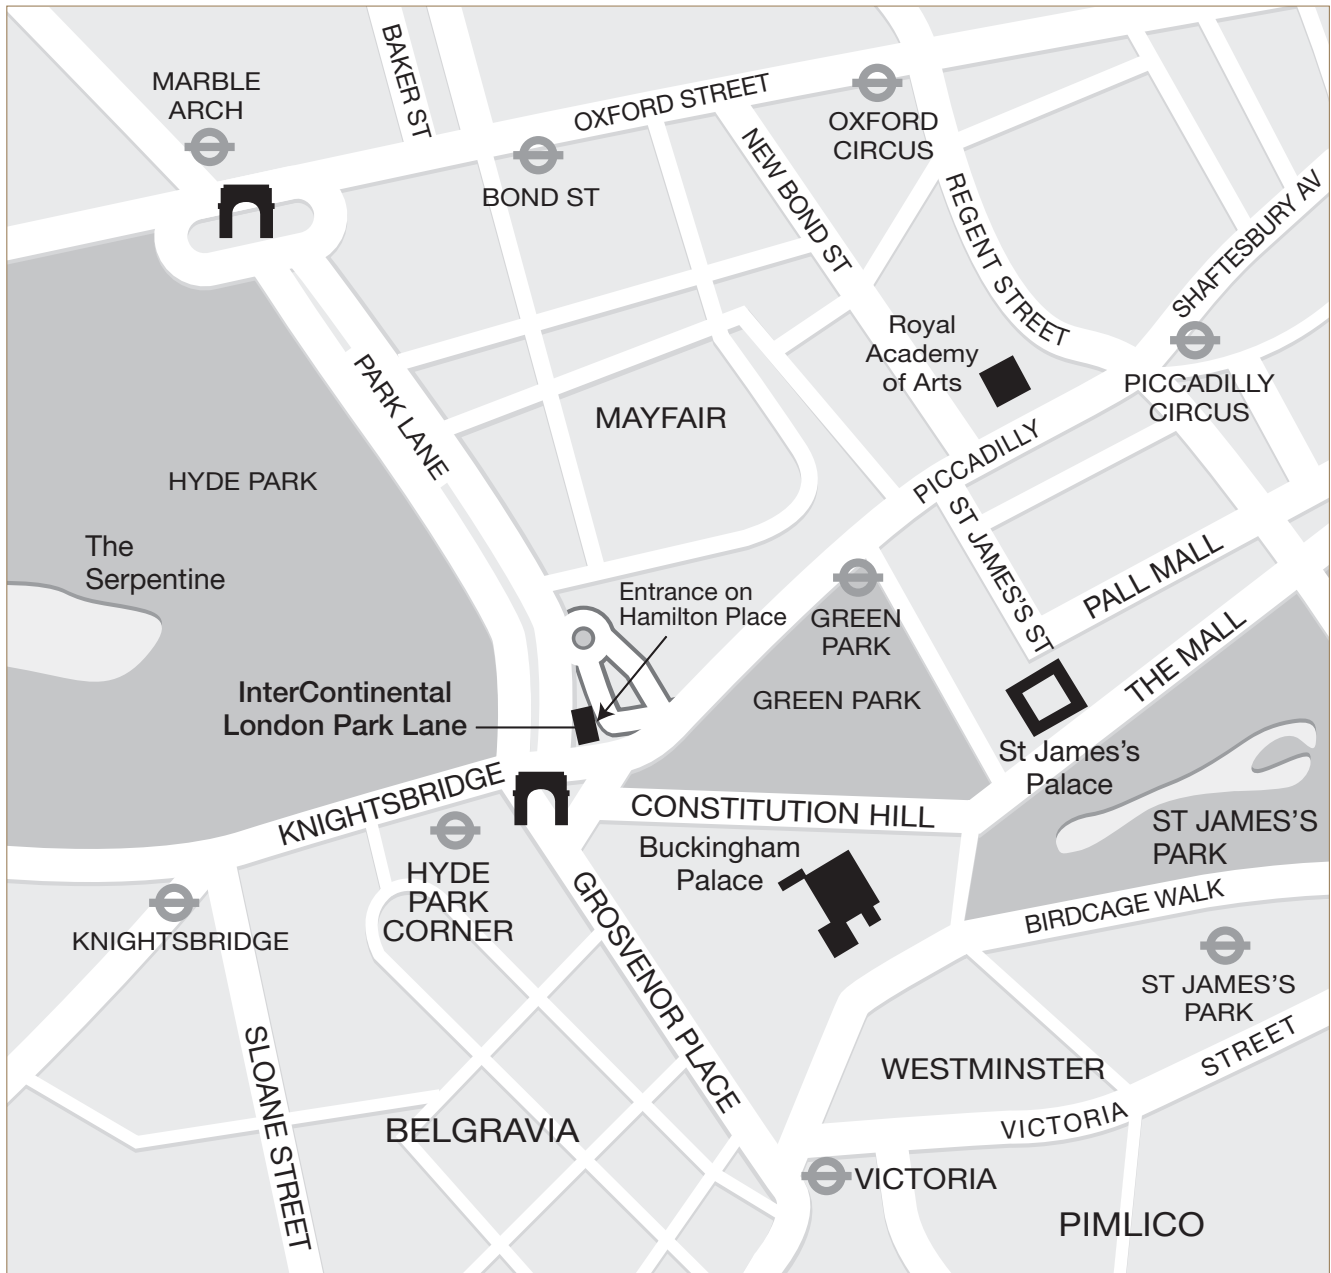 MARBLE
ARCH
BAKER ST
OXFORD STREET
OXFORD
CIRCUS
BOND ST
NEW BOND ST
REGENT STREET
SHAFTESBURY AV
PARK LANE
Royal
Academy
of Arts
PICCADILLY
CIRCUS
MAYFAIR
PICCADILLY
HYDE PARK
The
Serpentine
ST JAMES'S ST
PALL MALL
Entrance on
Hamilton Place
GREEN
PARK
THE MALL
InterContinental
London Park Lane
GREEN PARK
St James's
Palace
KNIGHTSBRIDGE
CONSTITUTION HILL
ST JAMES'S
PARK
Buckingham
Palace
HYDE
PARK
CORNER
GROSVENOR PLACE
BIRDCAGE WALK
KNIGHTSBRIDGE
ST JAMES'S
PARK
SLOANE STREET
WESTMINSTER
VICTORIA STREET
BELGRAVIA
VICTORIA
PIMLICO